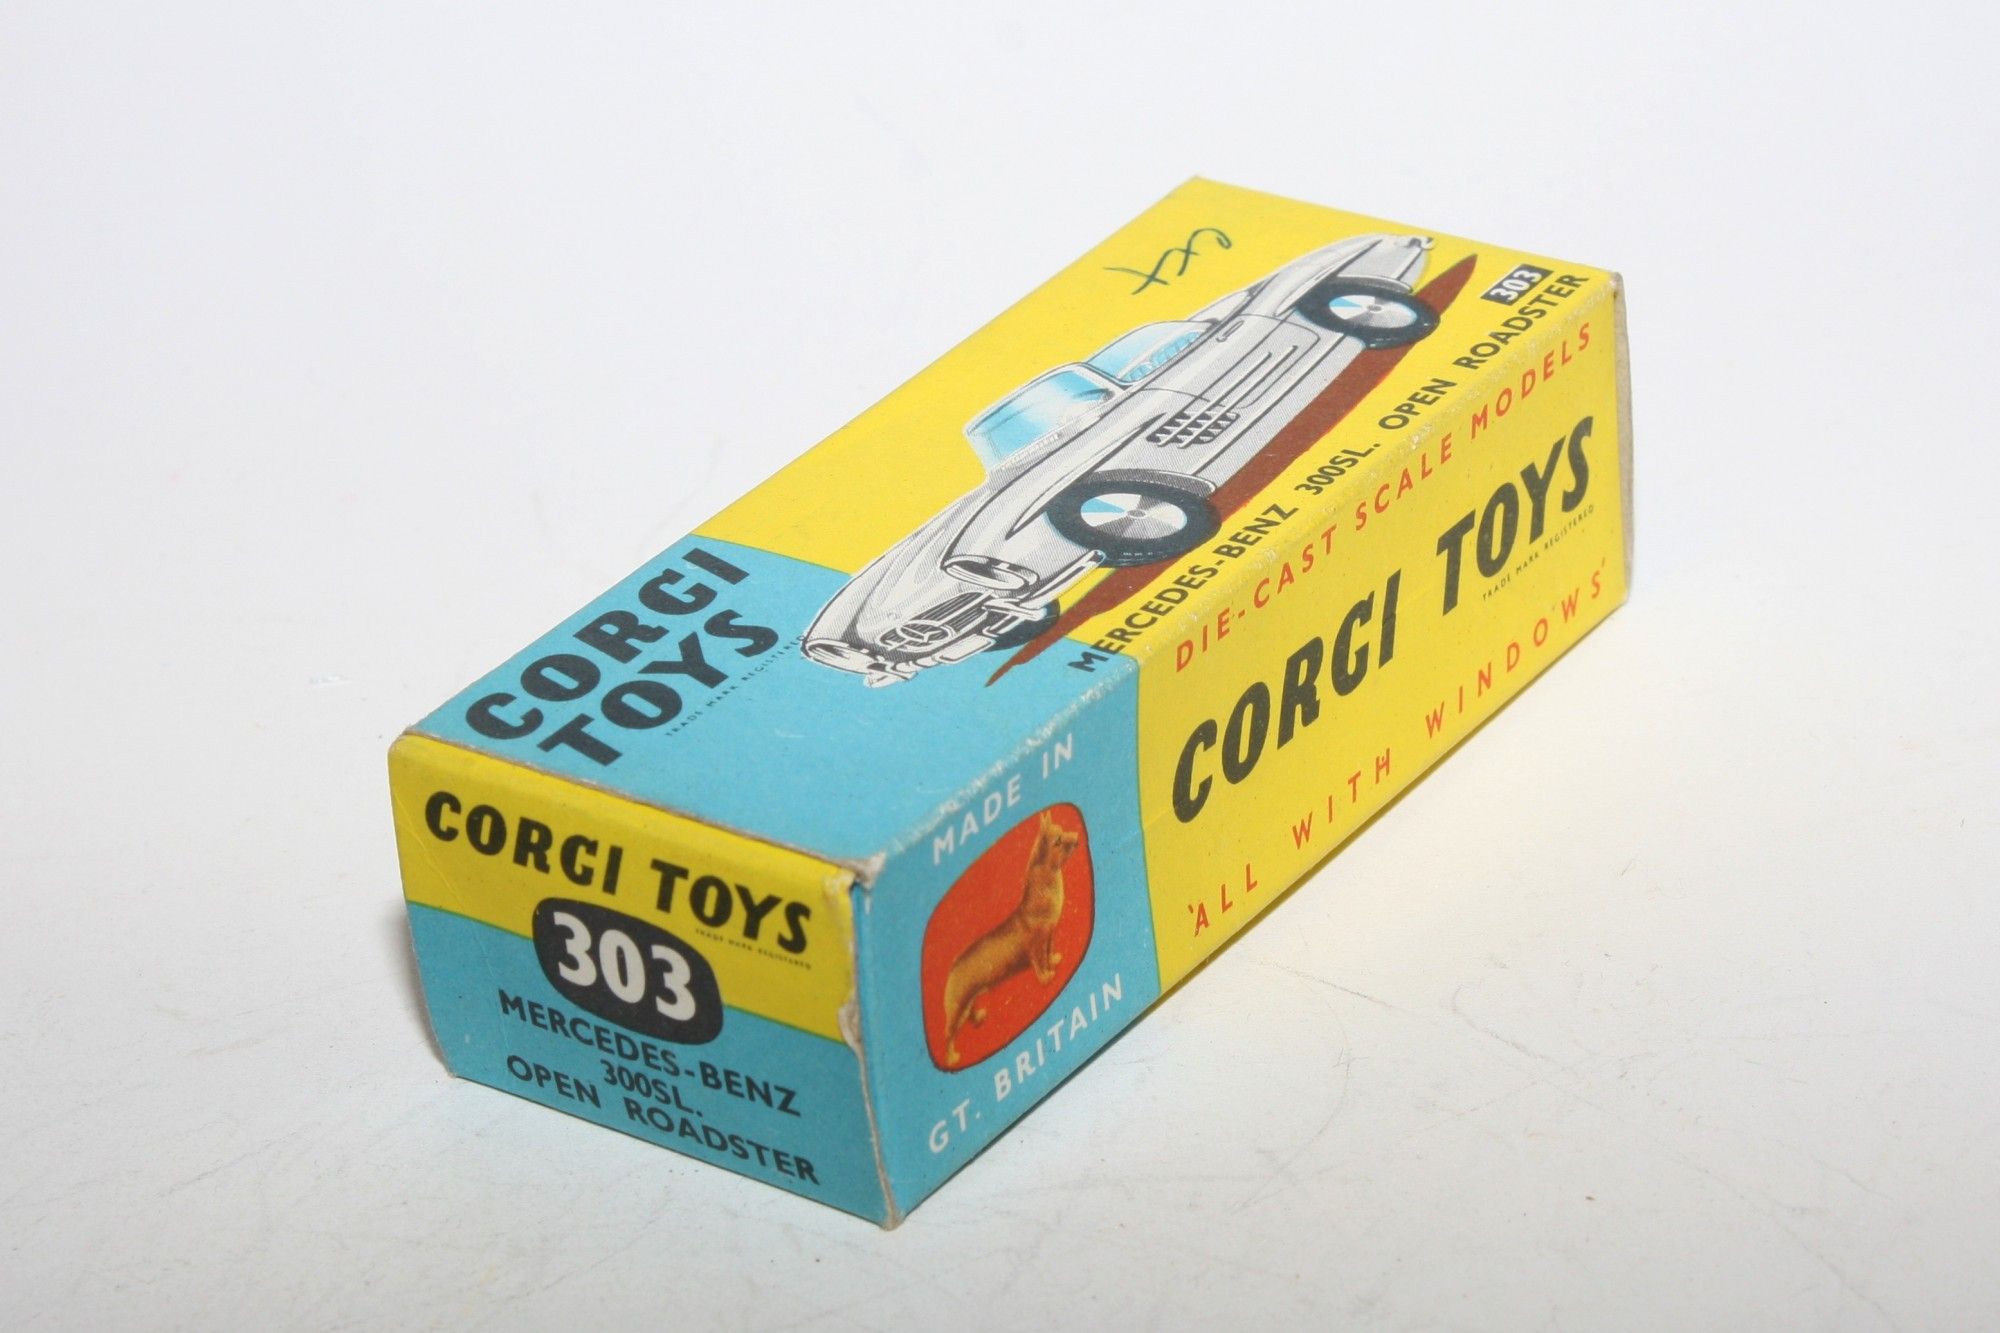 CORGI
TOYS
TRADE MARK REGISTERED
303
MERCEDES-BENZ 300SL. OPEN ROADSTER
CORGI TOYS
TRADE MARK REGISTERED
303
MERCEDES-BENZ
300SL.
OPEN ROADSTER
MADE IN
GT. BRITAIN
DIE-CAST SCALE MODELS
CORGI TOYS
TRADE MARK REGISTERED
'ALL WITH WINDOWS'